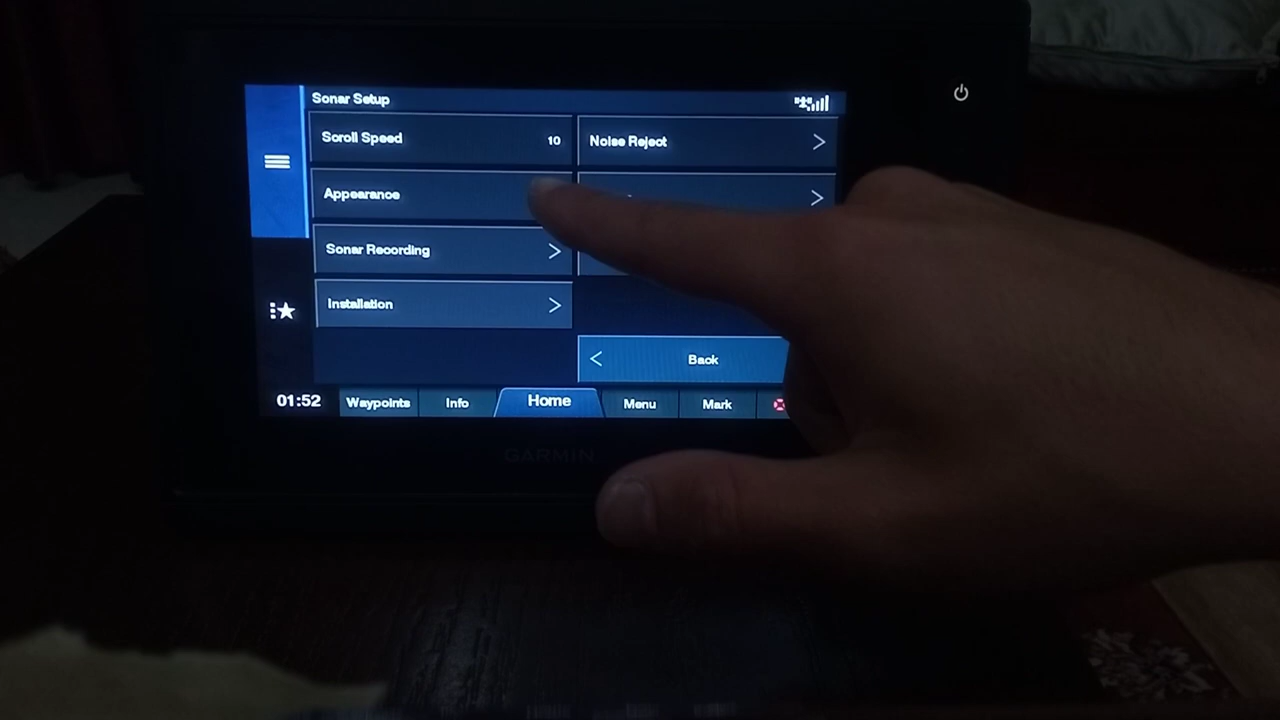 Sonar Setup
Scroll Speed 10
Noise Reject
Appearance
Sonar Recording
Installation
Back
01:52
Waypoints
Info
Home
Menu
Mark
GARMIN